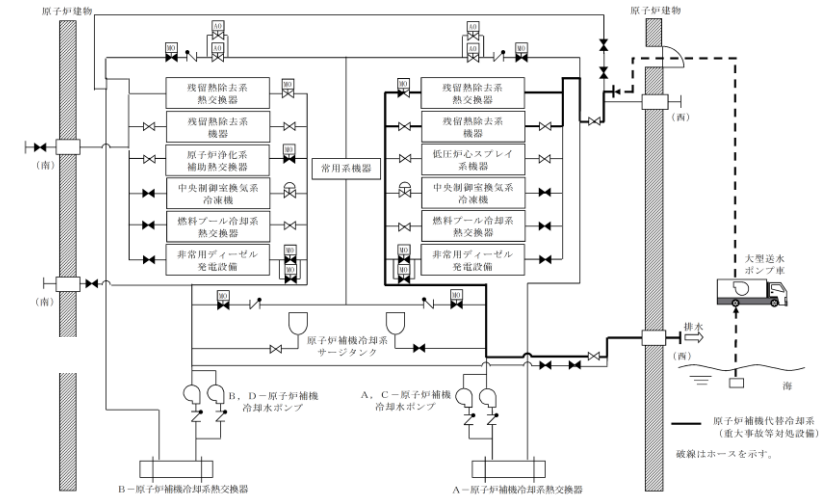 原子炉建物
原子炉建物
AO
AO
MO
AO
AO
MO
残留熱除去系
熱交換器
MO
残留熱除去系
機器
原子炉浄化系
補助熱交換器
MO
中央制御室換気系
冷凍機
燃料プール冷却系
熱交換器
非常用ディーゼル
発電設備
MO
MO
常用系機器
MO
残留熱除去系
熱交換器
残留熱除去系
機器
低圧炉心スプレイ
系機器
中央制御室換気系
冷凍機
燃料プール冷却系
熱交換器
MO
MO
非常用ディーゼル
発電設備
(南)
(南)
(西)
(西)
大型送水
ポンプ車
排水
海
MO
MO
原子炉補機冷却系
サージタンク
B,D-原子炉補機
冷却水ポンプ
A,C-原子炉補機
冷却水ポンプ
B-原子炉補機冷却系熱交換器
A-原子炉補機冷却系熱交換器
原子炉補機代替冷却系
(重大事故等対処設備)
破線はホースを示す。